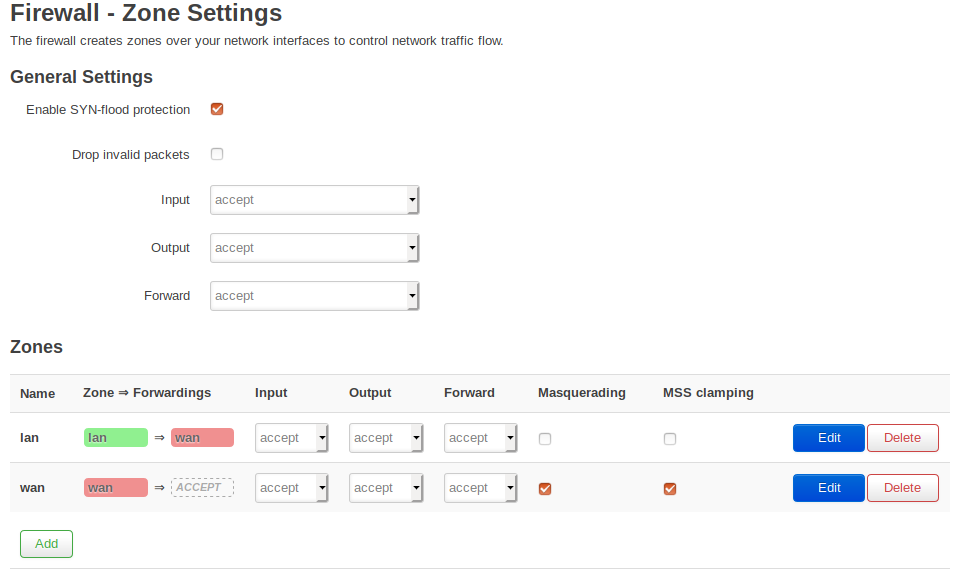 Firewall - Zone Settings
The firewall creates zones over your network interfaces to control network traffic flow.
General Settings
Enable SYN-flood protection
Drop invalid packets
Input accept
Output accept
Forward accept
Zones
Name Zone ⇒ Forwardings Input Output Forward Masquerading MSS clamping
lan lan ⇒ wan accept accept accept Edit Delete
wan wan ⇒ ACCEPT accept accept accept Edit Delete
Add